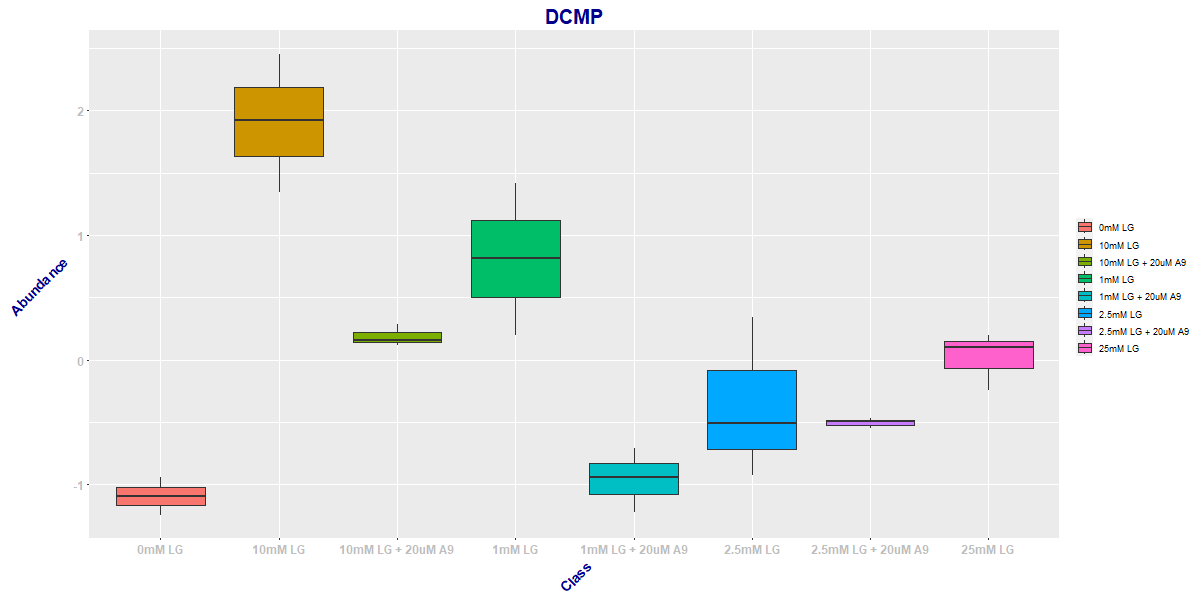 DCMP
Abundance
2
1
0
-1
0mM LG
10mM LG
10mM LG + 20uM A9
1mM LG
1mM LG + 20uM A9
2.5mM LG
2.5mM LG + 20uM A9
25mM LG
Class
0mM LG
10mM LG
10mM LG + 20uM A9
1mM LG
1mM LG + 20uM A9
2.5mM LG
2.5mM LG + 20uM A9
25mM LG